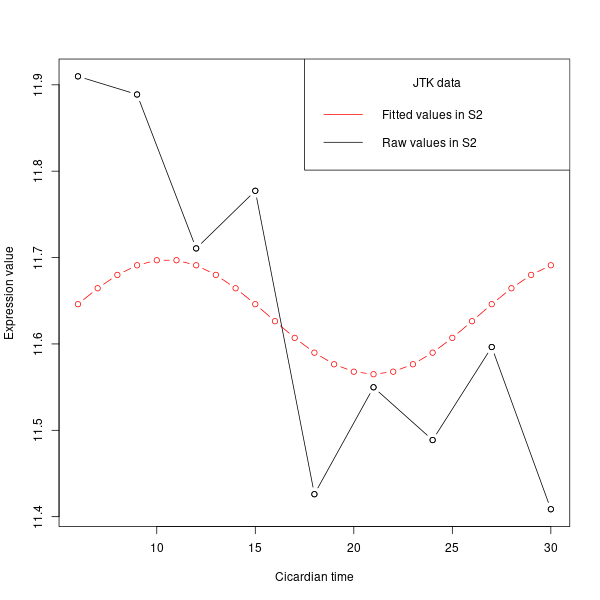 JTK data
Fitted values in S2
Raw values in S2
Expression value
11.9
11.8
11.7
11.6
11.5
11.4
10 15 20 25 30
Cicardian time